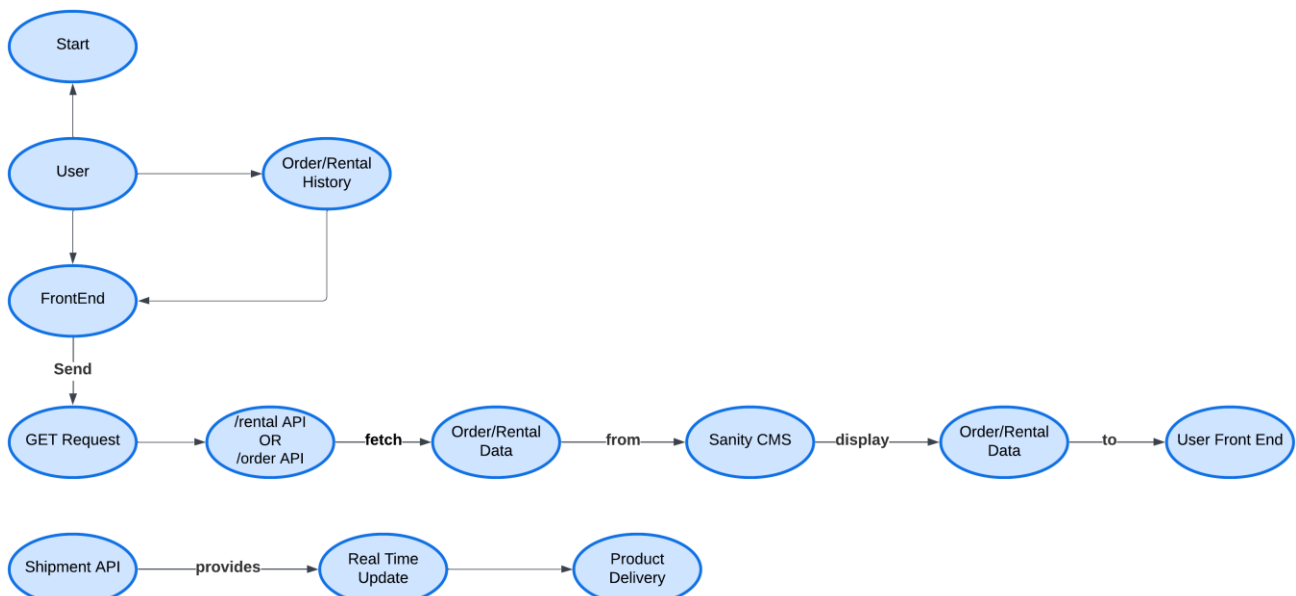 Start
User
Order/Rental
History
FrontEnd
Send
GET Request
/rental API
OR
/order API
fetch
Order/Rental
Data
from
Sanity CMS
display
Order/Rental
Data
to
User Front End
Shipment API
provides
Real Time
Update
Product
Delivery